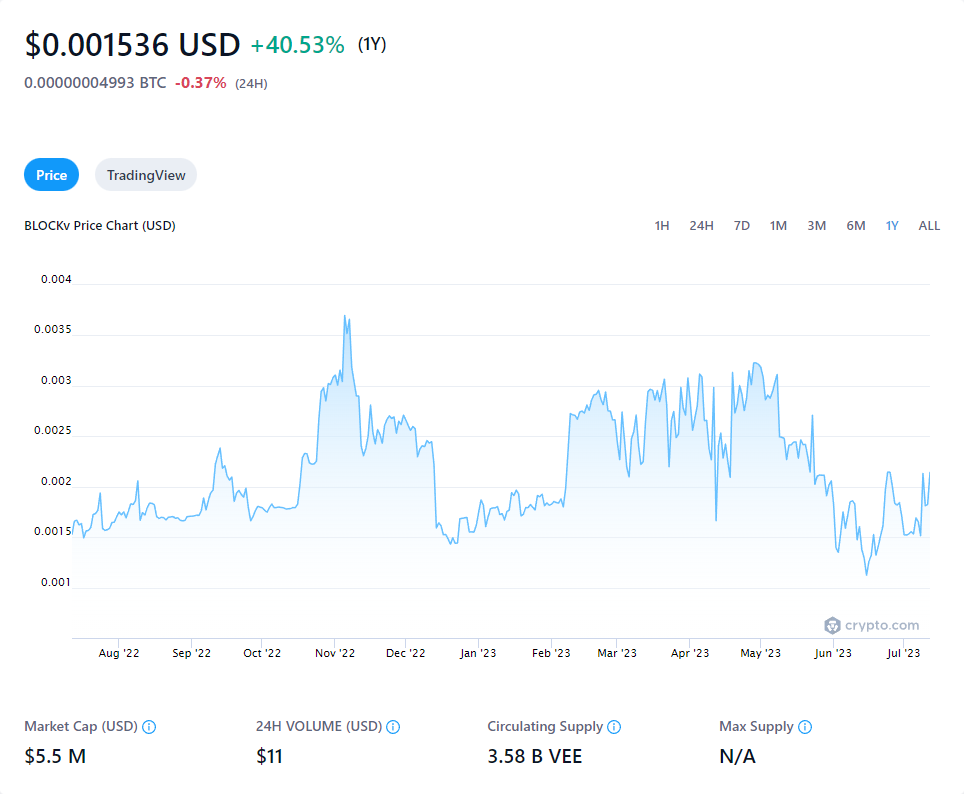 $0.001536 USD +40.53% (1Y)
0.00000004993 BTC -0.37% (24H)
Price TradingView
BLOCKv Price Chart (USD) 1H 24H 7D 1M 3M 6M 1Y ALL
0.004
0.0035
0.003
0.0025
0.002
0.0015
0.001
crypto.com
Aug '22 Sep '22 Oct '22 Nov '22 Dec '22 Jan '23 Feb '23 Mar '23 Apr '23 May '23 Jun '23 Jul '23
Market Cap (USD) 24H VOLUME (USD) Circulating Supply Max Supply
$5.5 M $11 3.58 B VEE N/A